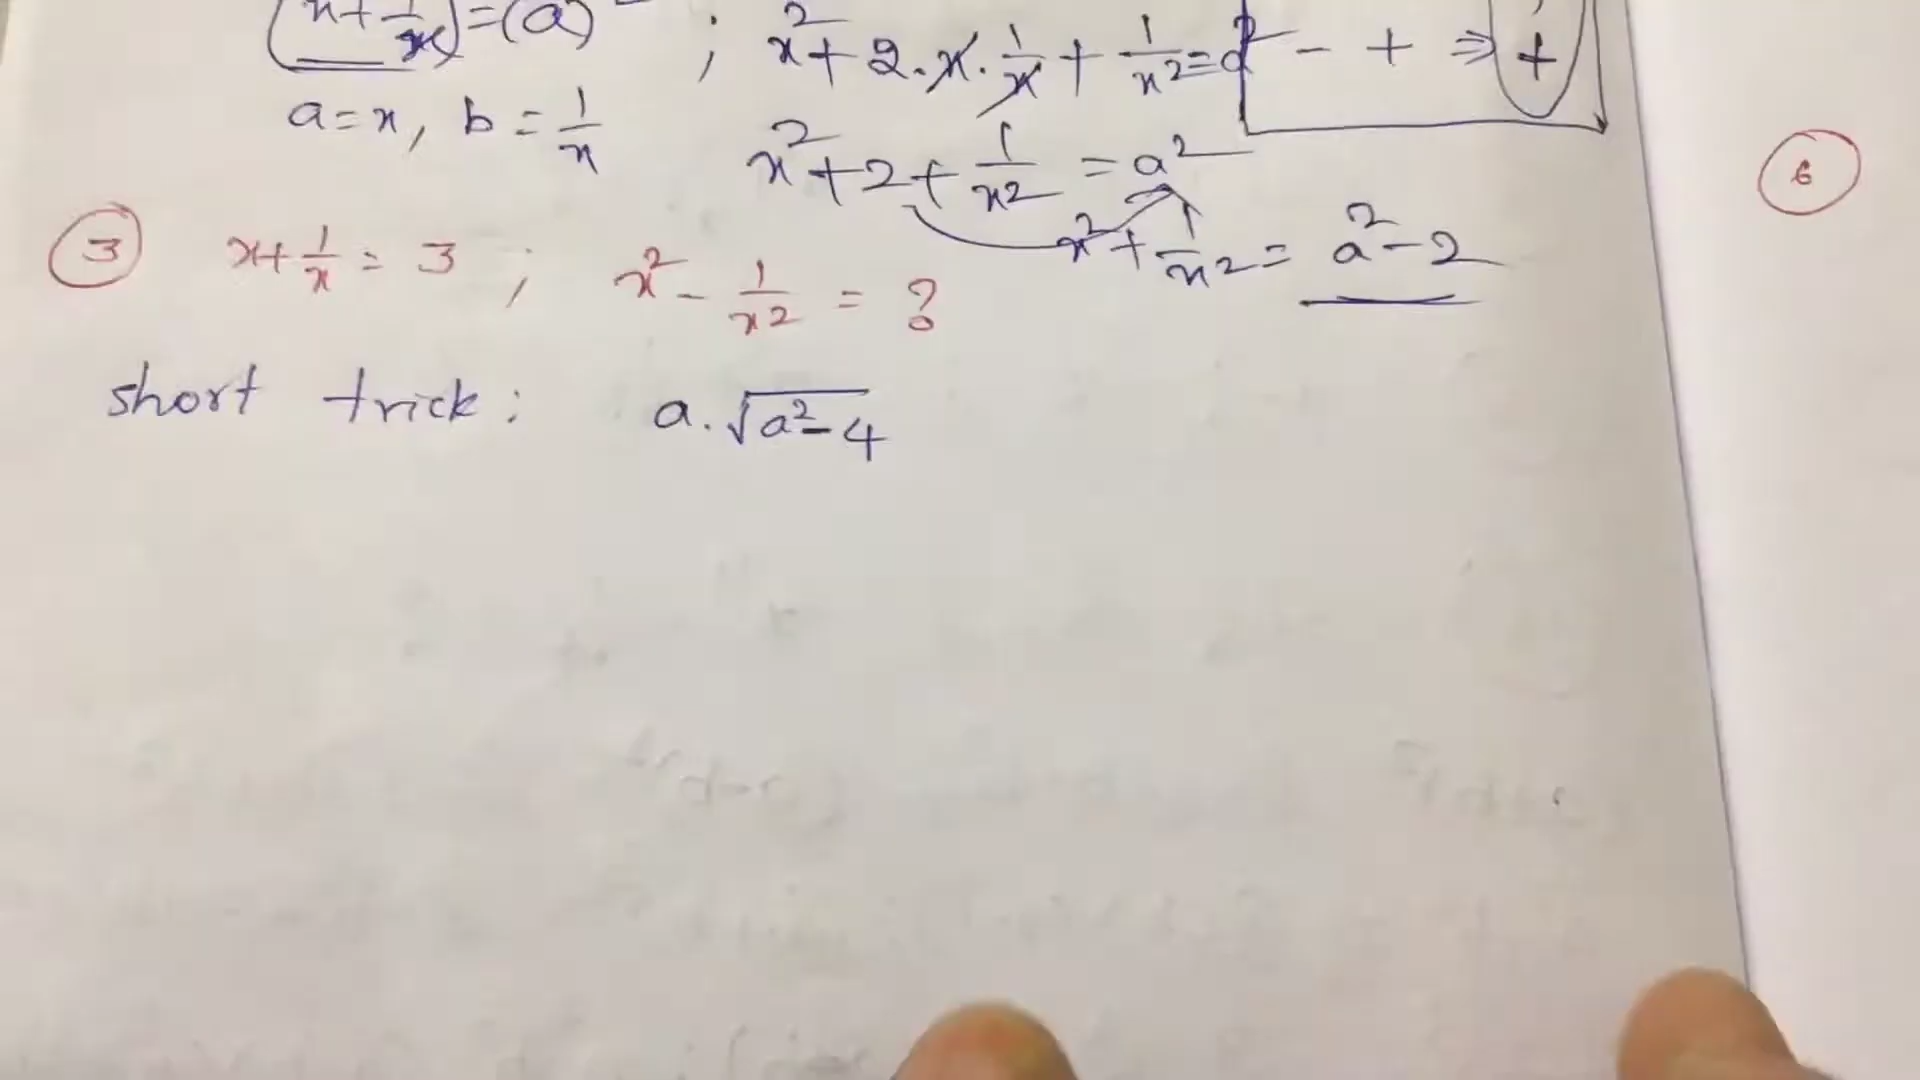 (x+1/x)=(a)² ; x²+2.x.1/x+1/x²=a² - + ⇒ +
a=x, b=1/x
x²+2+1/x²=a²
6
x²+1/x²=a²-2
3 x+1/x=3 ; x²-1/x²=?
short trick: a.√a²-4